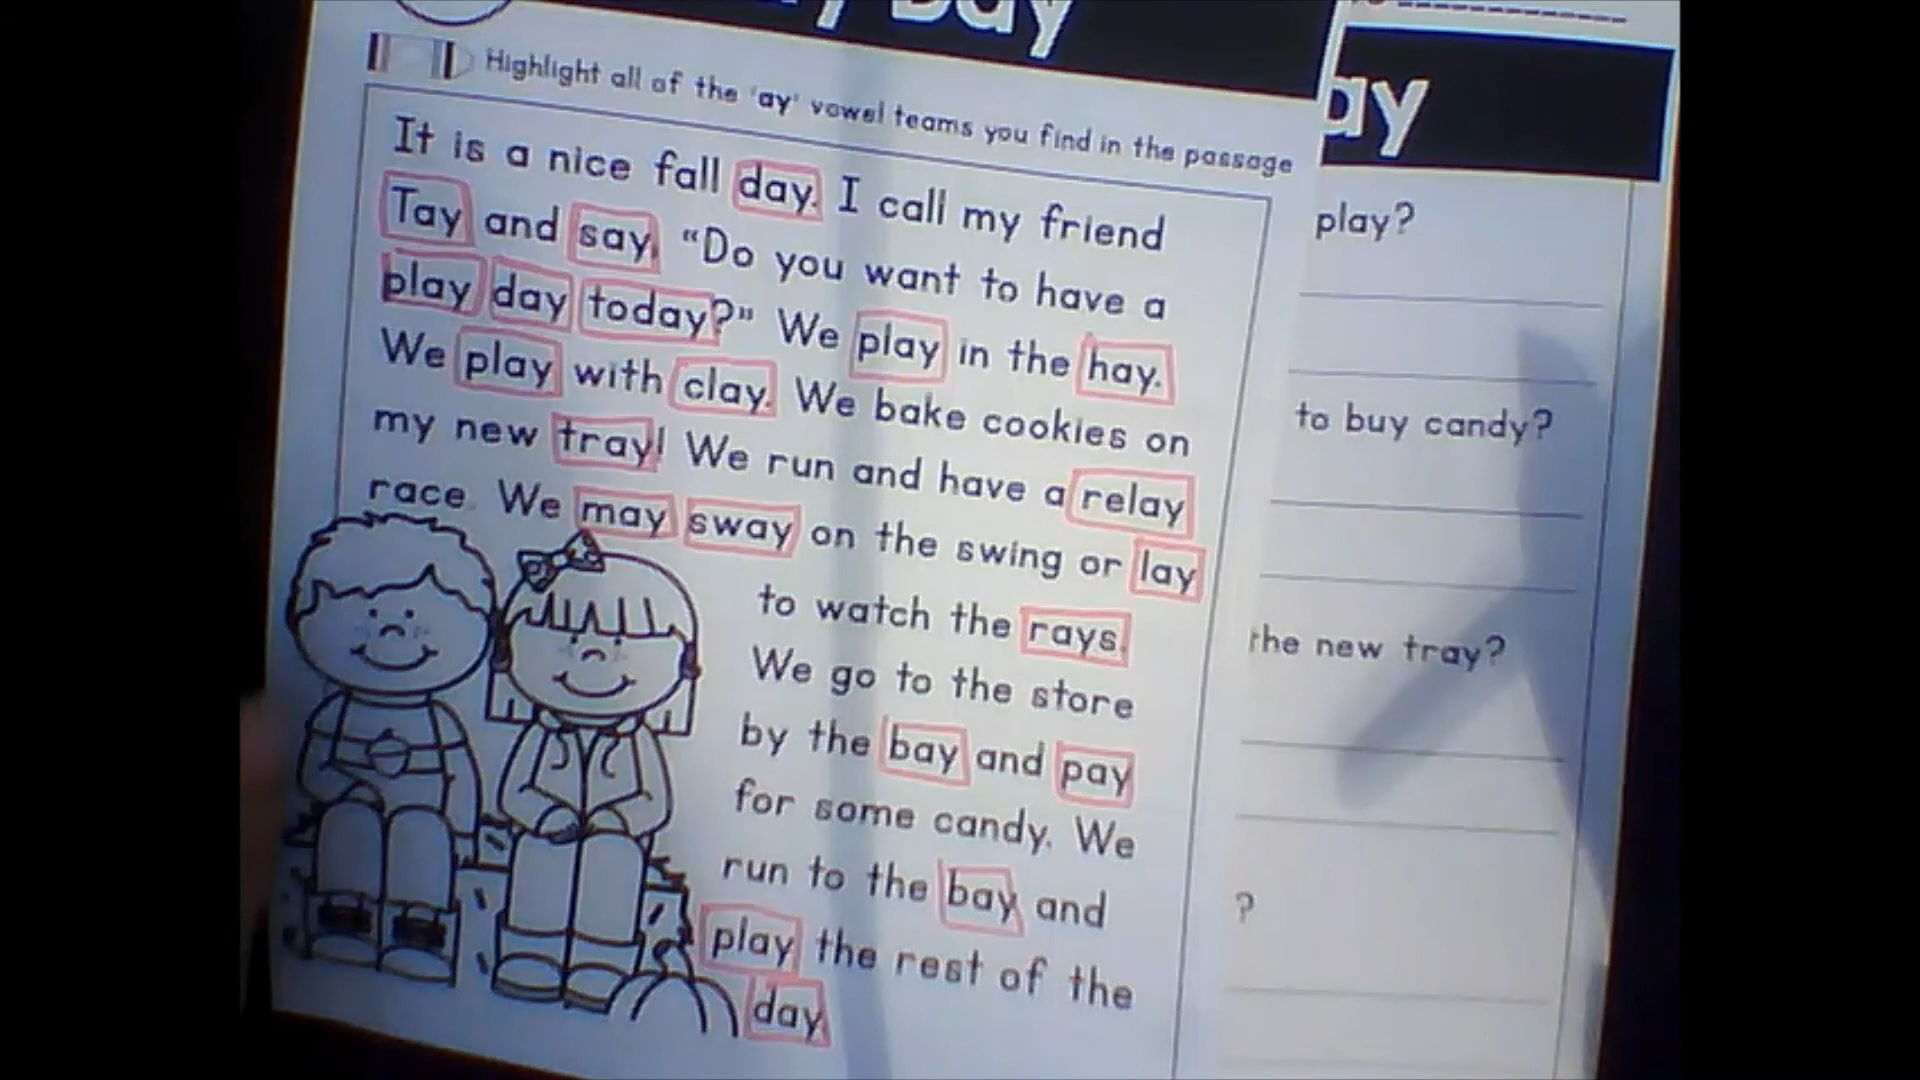 Day
Highlight all of the 'ay' vowel teams you find in the passage
It is a nice fall day. I call my friend
Tay and say, “Do you want to have a
play day today?” We play in the hay.
We play with clay. We bake cookies on
my new tray! We run and have a relay
race. We may sway on the swing or lay
to watch the rays.
We go to the store
by the bay and pay
for some candy. We
run to the bay and
play the rest of the
day
ay
play?
to buy candy?
the new tray?
?